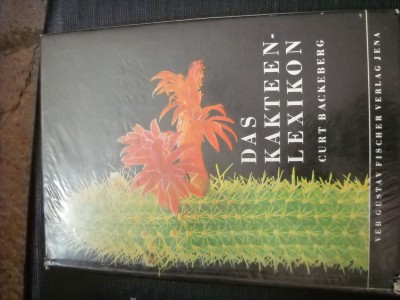 DAS
KAKTEEN-
LEXIKON
CURT BACKEBERG
VEB GUSTAV FISCHER VERLAG JENA